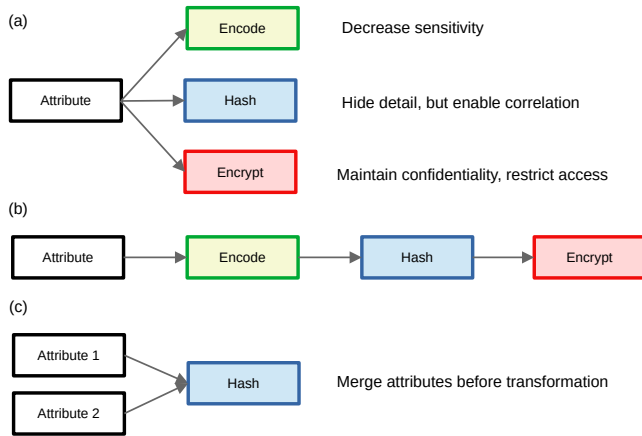 (a)
Encode
Decrease sensitivity
Attribute
Hash
Hide detail, but enable correlation
Encrypt
Maintain confidentiality, restrict access
(b)
Attribute
Encode
Hash
Encrypt
(c)
Attribute 1
Hash
Merge attributes before transformation
Attribute 2